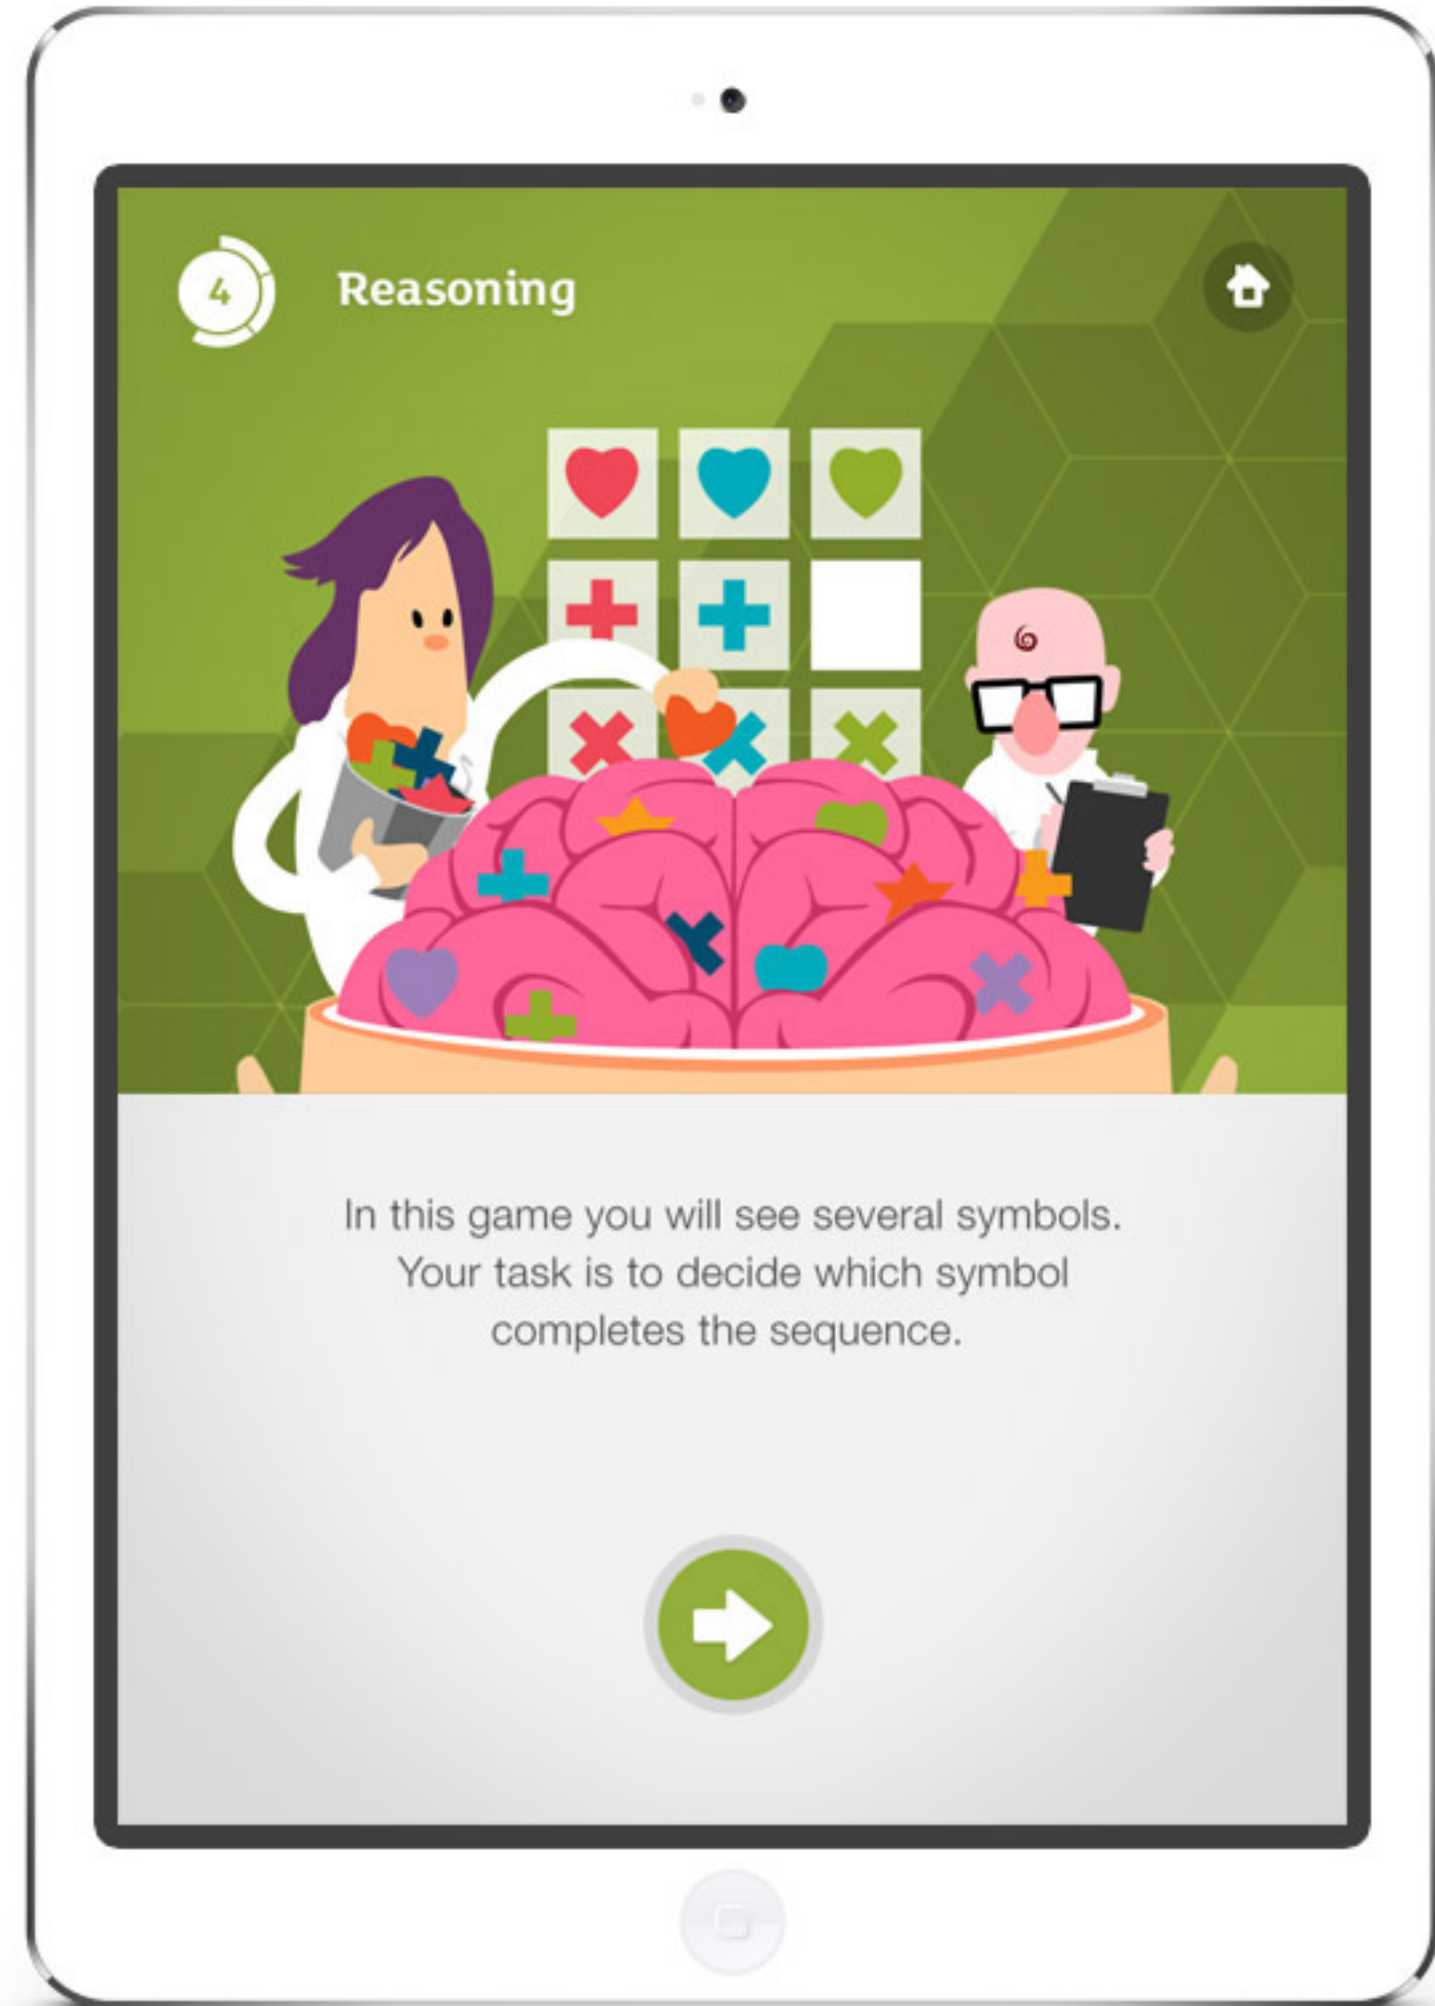 4
Reasoning
In this game you will see several symbols.
Your task is to decide which symbol
completes the sequence.